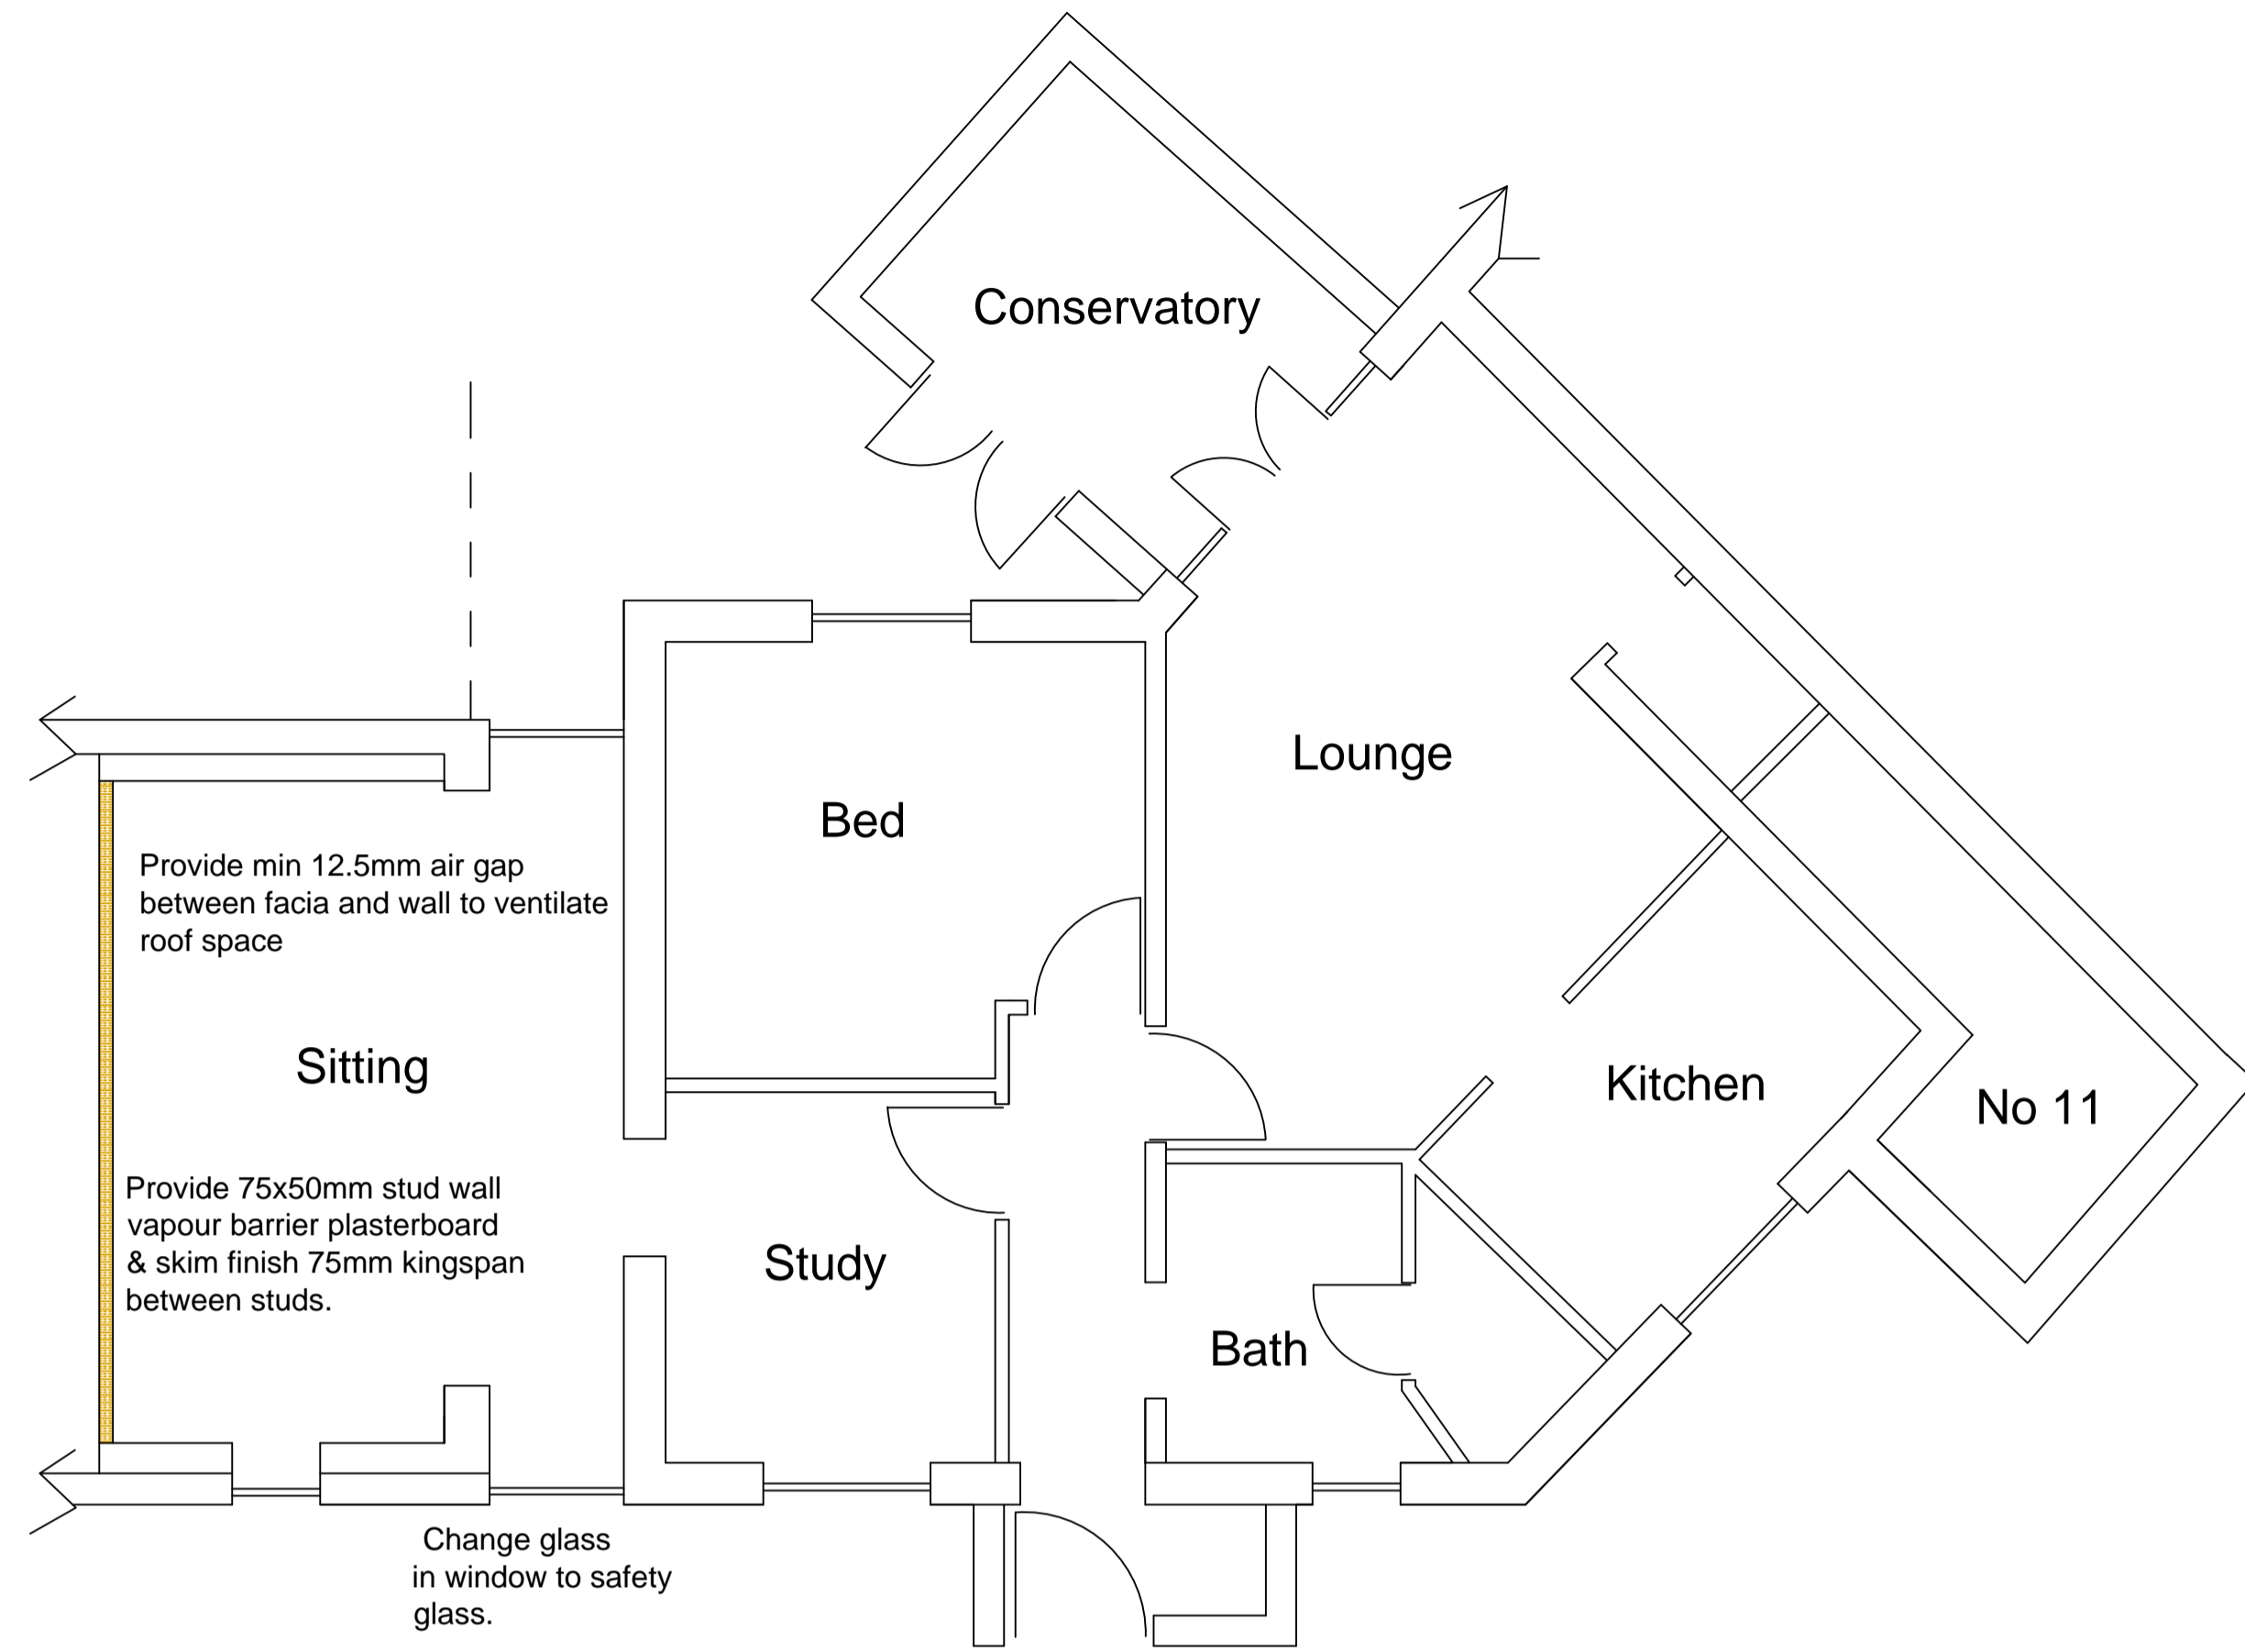 Conservatory
Lounge
Bed
Provide min 12.5mm air gap
between facia and wall to ventilate
roof space
Sitting
Kitchen
No 11
Provide 75x50mm stud wall
vapour barrier plasterboard
& skim finish 75mm kingspan
between studs.
Study
Bath
Change glass
in window to safety
glass.